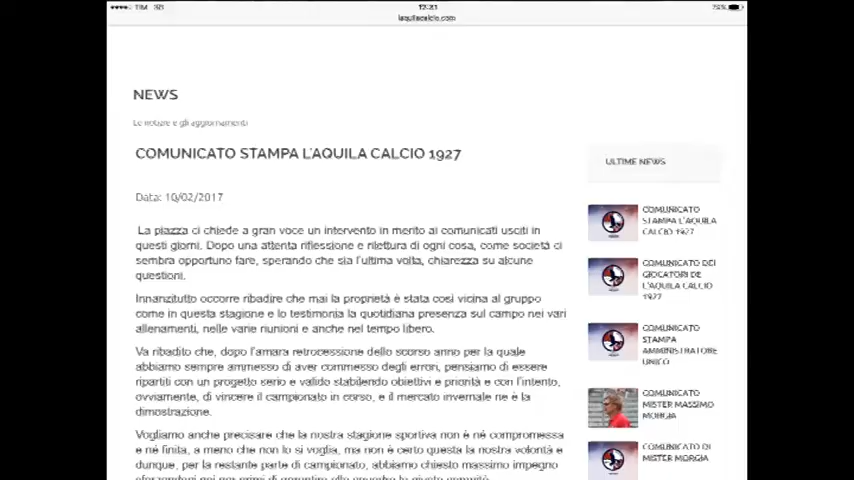 TIM 3G
12:31
laquilacalcio.com
NEWS
Le notizie e gli aggiornamenti
COMUNICATO STAMPA L'AQUILA CALCIO 1927
Data: 10/02/2017
La piazza ci chiede a gran voce un intervento in merito ai comunicati usciti in
questi giorni. Dopo una attenta riflessione e rilettura di ogni cosa, come società ci
sembra opportuno fare, sperando che sia l'ultima volta, chiarezza su alcune
questioni.
Innanzitutto occorre ribadire che mai la proprietà è stata così vicina al gruppo
come in questa stagione e lo testimonia la quotidiana presenza sul campo nei vari
allenamenti, nelle varie riunioni e anche nel tempo libero.
Va ribadito che, dopo l'amara retrocessione dello scorso anno per la quale
abbiamo sempre ammesso di aver commesso degli errori, pensiamo di essere
ripartiti con un progetto serio e valido stabilendo obiettivi e priorità e con l'intento,
ovviamente, di vincere il campionato in corso, e il mercato invernale ne è la
dimostrazione.
Vogliamo anche precisare che la nostra stagione sportiva non è né compromessa
e né finita, a meno che non lo si voglia, ma non è certo questa la nostra volontà e
dunque, per la restante parte di campionato, abbiamo chiesto massimo impegno
ULTIME NEWS
COMUNICATO
STAMPA L'AQUILA
CALCIO 1927
COMUNICATO DEI
GIOCATORI DE
L'AQUILA CALCIO
1927
COMUNICATO
STAMPA
AMMINISTRATORE
UNICO
COMUNICATO
MISTER MASSIMO
MORGIA
COMUNICATO DI
MISTER MORGIA